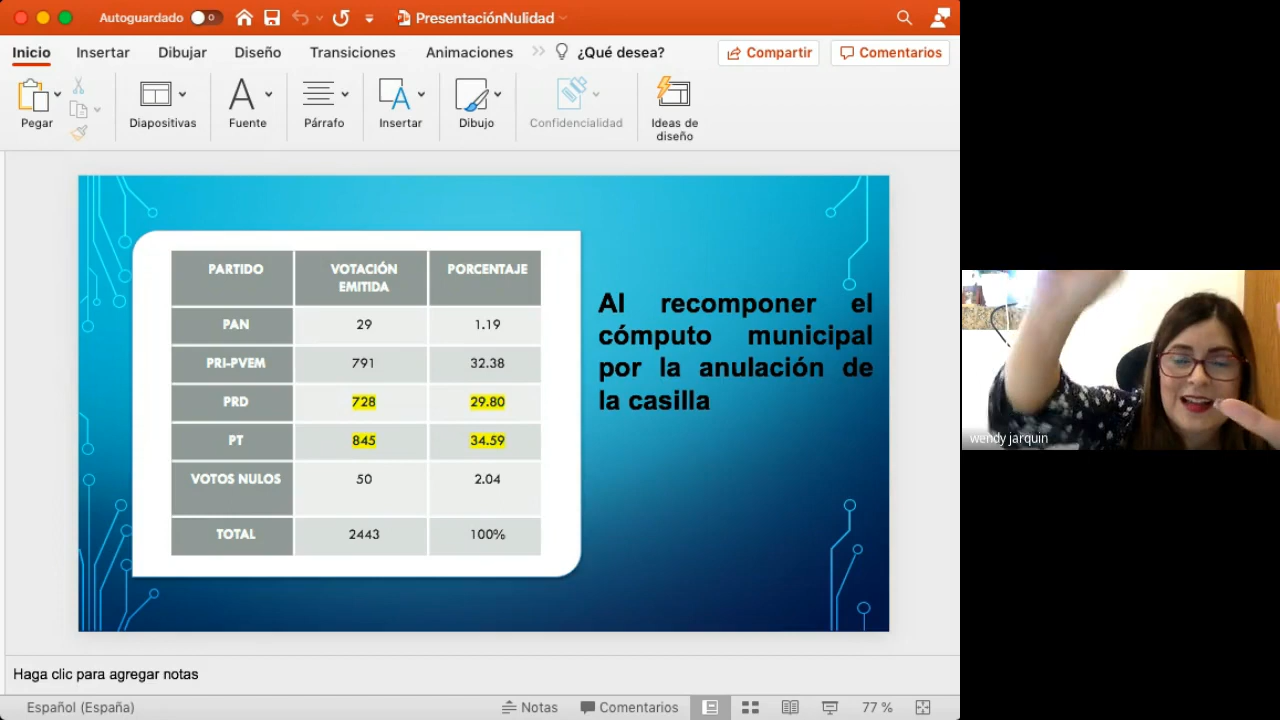 Autoguardado
PresentaciónNulidad
Inicio Insertar Dibujar Diseño Transiciones Animaciones ¿Qué desea? Compartir Comentarios
Pegar Diapositivas Fuente Párrafo Insertar Dibujo Confidencialidad Ideas de
diseño
PARTIDO VOTACIÓN PORCENTAJE
EMITIDA
PAN 29 1.19
PRI-PVEM 791 32.38
PRD 728 29.80
PT 845 34.59
VOTOS NULOS 50 2.04
TOTAL 2443 100%
Al recomponer el
cómputo municipal
por la anulación de
la casilla
wendy jarquin
Haga clic para agregar notas
Español (España) Notas Comentarios 77 %